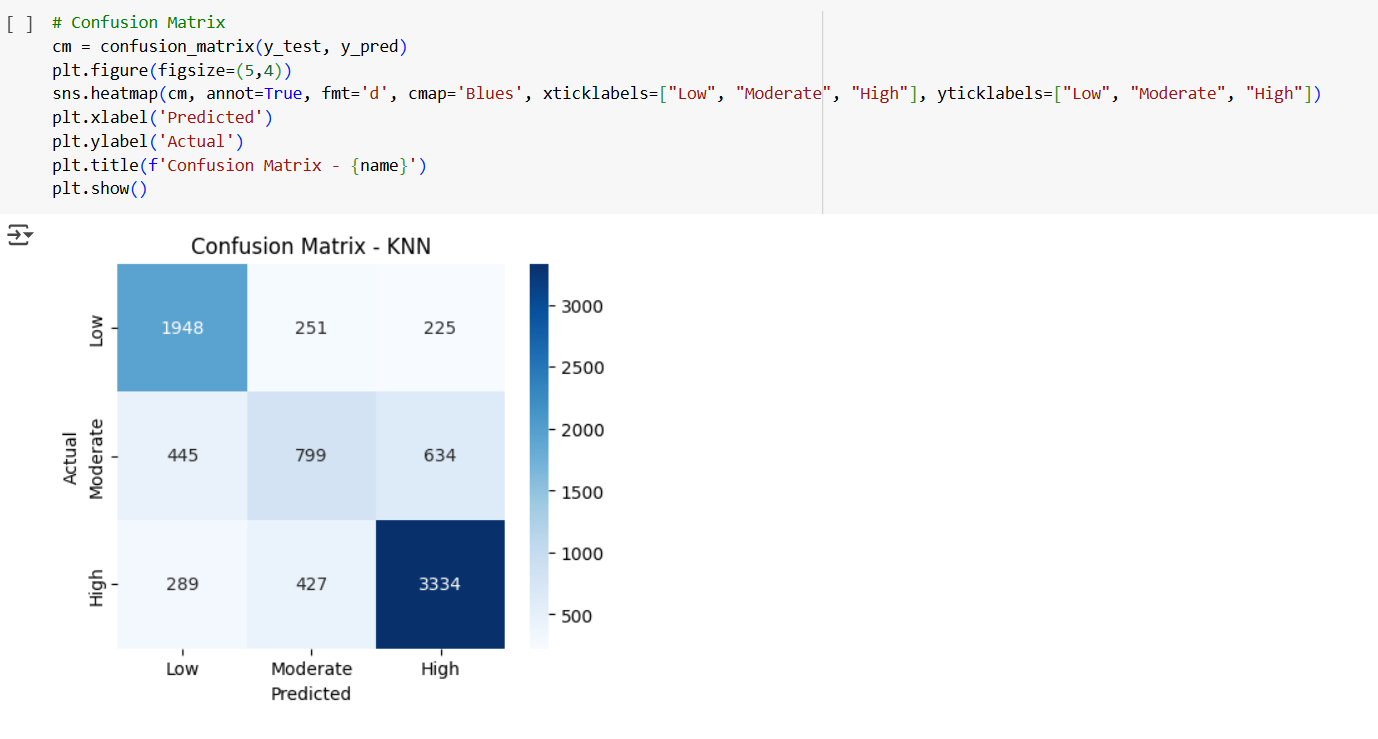 [ ] # Confusion Matrix
cm = confusion_matrix(y_test, y_pred)
plt.figure(figsize=(5,4))
sns.heatmap(cm, annot=True, fmt='d', cmap='Blues', xticklabels=["Low", "Moderate", "High"], yticklabels=["Low", "Moderate", "High"])
plt.xlabel('Predicted')
plt.ylabel('Actual')
plt.title(f'Confusion Matrix - {name}')
plt.show()
Confusion Matrix - KNN
Low
1948 251 225
Actual
Moderate
445 799 634
High
289 427 3334
Low Moderate High
Predicted
3000
2500
2000
1500
1000
500